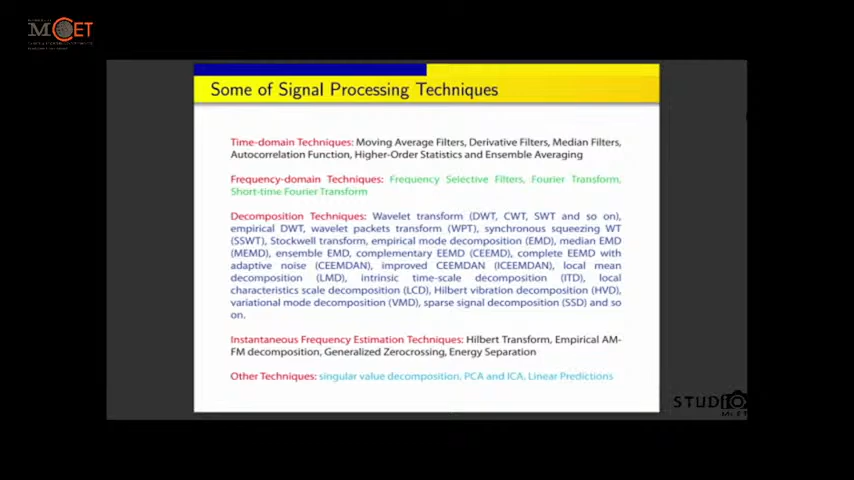 MCET
Some of Signal Processing Techniques
Time-domain Techniques: Moving Average Filters, Derivative Filters, Median Filters,
Autocorrelation Function, Higher-Order Statistics and Ensemble Averaging
Frequency-domain Techniques: Frequency Selective Filters, Fourier Transform,
Short-time Fourier Transform
Decomposition Techniques: Wavelet transform (DWT, CWT, SWT and so on),
empirical DWT, wavelet packets transform (WPT), synchronous squeezing WT
(SSWT), Stockwell transform, empirical mode decomposition (EMD), median EMD
(MEMD), ensemble EMD, complementary EEMD (CEEMD), complete EEMD with
adaptive noise (CEEMDAN), improved CEEMDAN (ICEEMDAN), local mean
decomposition (LMD), intrinsic time-scale decomposition (ITD), local
characteristics scale decomposition (LCD), Hilbert vibration decomposition (HVD),
variational mode decomposition (VMD), sparse signal decomposition (SSD) and so
on.
Instantaneous Frequency Estimation Techniques: Hilbert Transform, Empirical AM-
FM decomposition, Generalized Zerocrossing, Energy Separation
Other Techniques: singular value decomposition, PCA and ICA, Linear Predictions
STUDIO
MCET